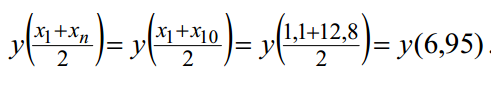 y(x₁+xₙ/2) = y(x₁+x₁₀/2) = y(1,1+12,8/2) = y(6,95).